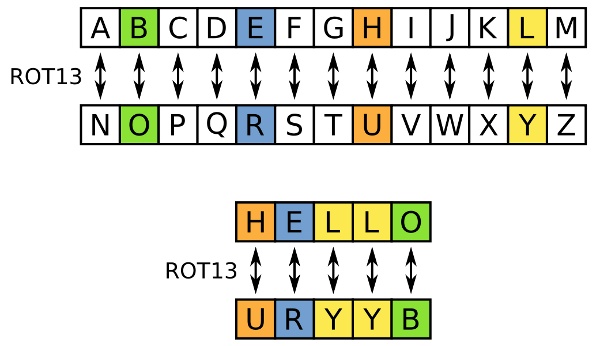 A B C D E F G H I J K L M
ROT13
N O P Q R S T U V W X Y Z
H E L L O
ROT13
U R Y Y B